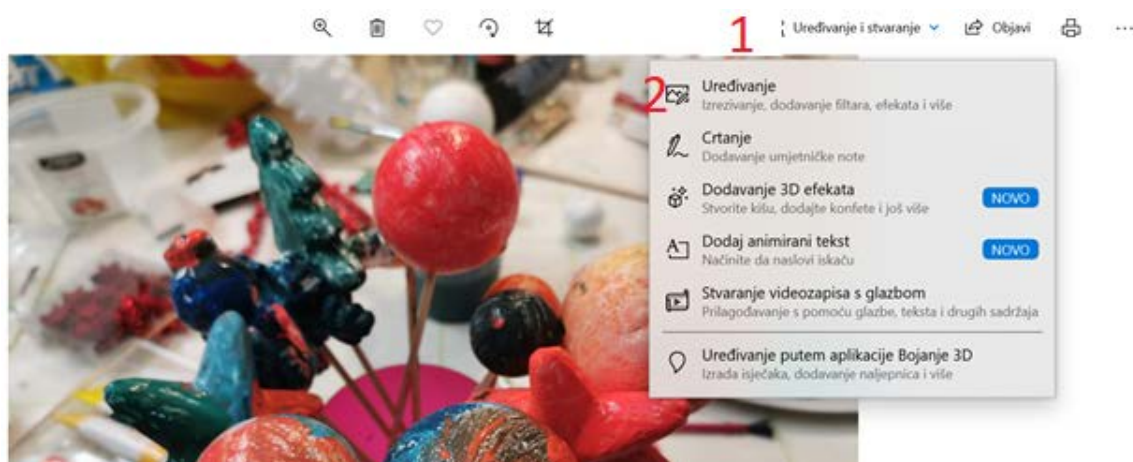 1
Uređivanje i stvaranje
Objavi
2
Uređivanje
Izrezivanje, dodavanje filtara, efekata i više
Crtanje
Dodavanje umjetničke note
Dodavanje 3D efekata
Stvorite kišu, dodajte konfete i još više
NOVO
Dodaj animirani tekst
Načinite da naslovi iskaču
NOVO
Stvaranje videozapisa s glazbom
Prilagođavanje s pomoću glazbe, teksta i drugih sadržaja
Uređivanje putem aplikacije Bojanje 3D
Izrada isječaka, dodavanje naljepnica i više